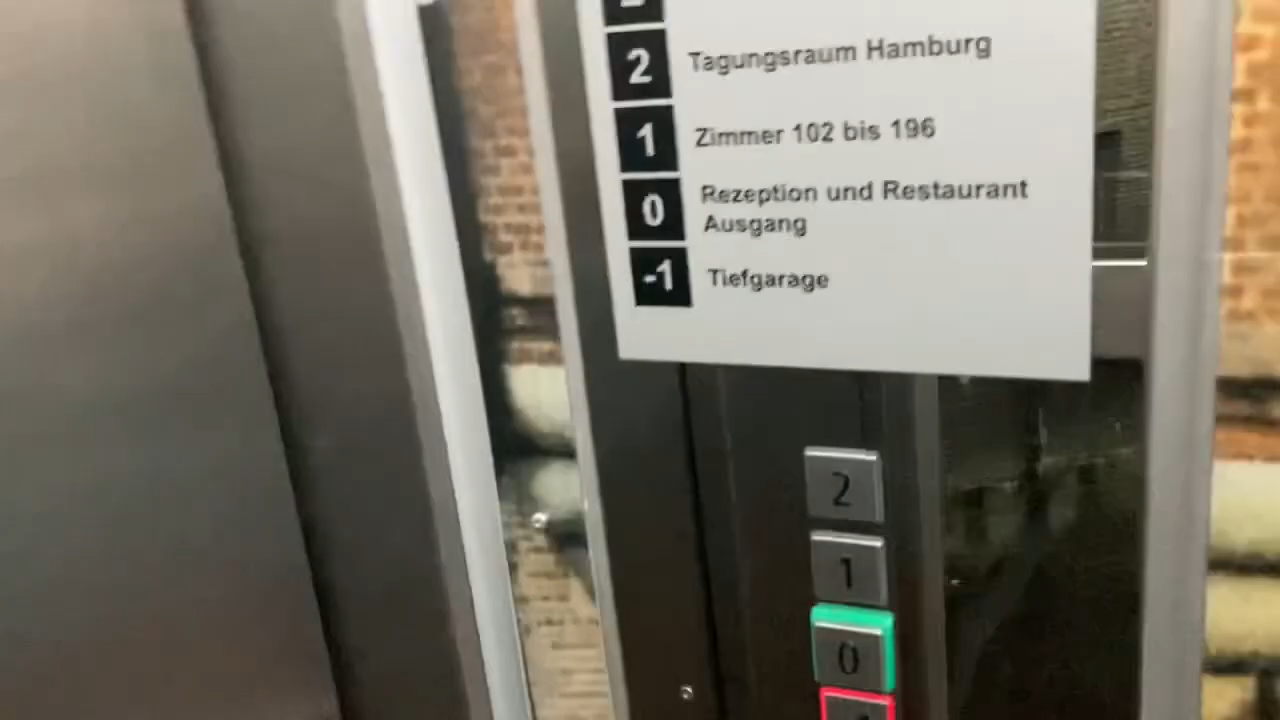 2 Tagungsraum Hamburg
1 Zimmer 102 bis 196
0 Rezeption und Restaurant
Ausgang
-1 Tiefgarage
2
1
0